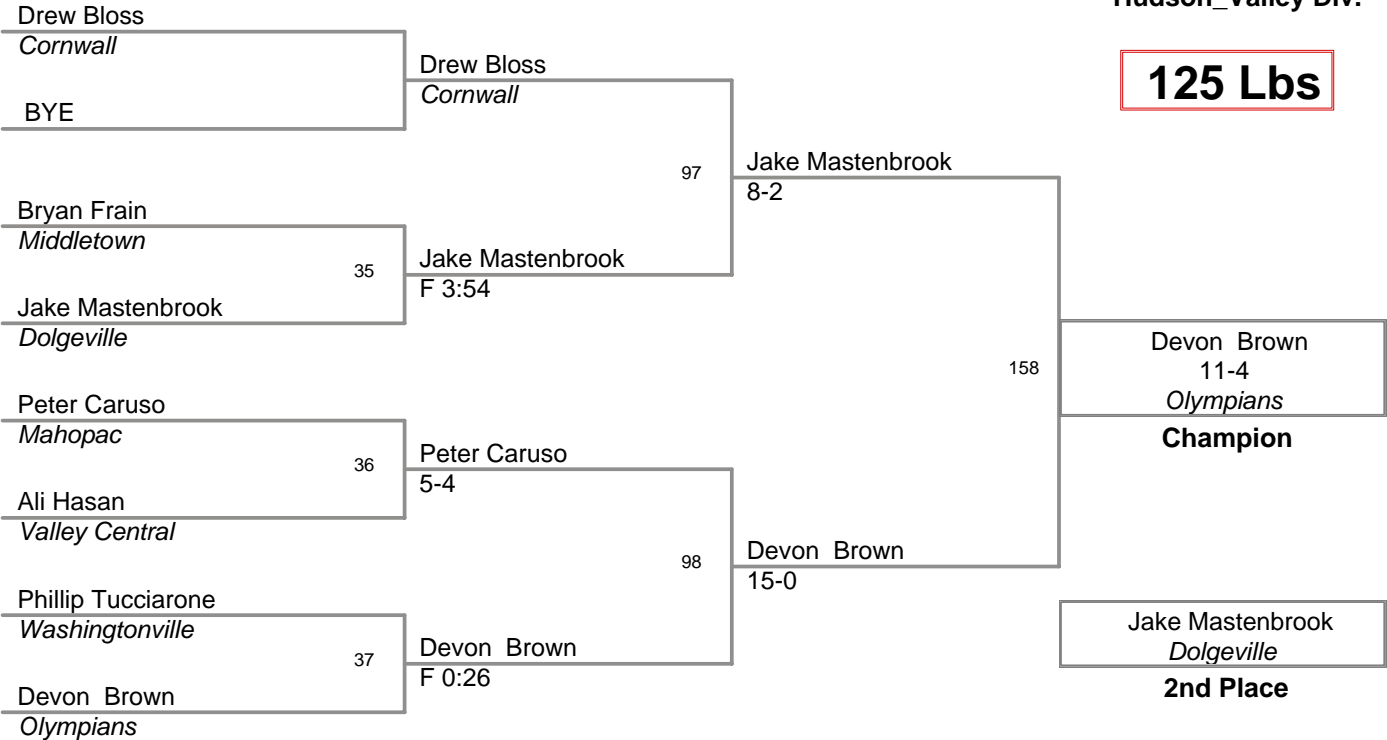 Hudson_Valley Div.
125 Lbs
Drew Bloss
Cornwall
BYE
Bryan Frain
Middletown
35
Jake Mastenbrook
Dolgeville
Peter Caruso
Mahopac
36
Ali Hasan
Valley Central
Phillip Tucciarone
Washingtonville
37
Devon Brown
Olympians
Drew Bloss
Cornwall
97
Jake Mastenbrook
F 3:54
Peter Caruso
5-4
98
Devon Brown
F 0:26
Jake Mastenbrook
8-2
158
Devon Brown
15-0
Devon Brown
11-4
Olympians
Champion
Jake Mastenbrook
Dolgeville
2nd Place